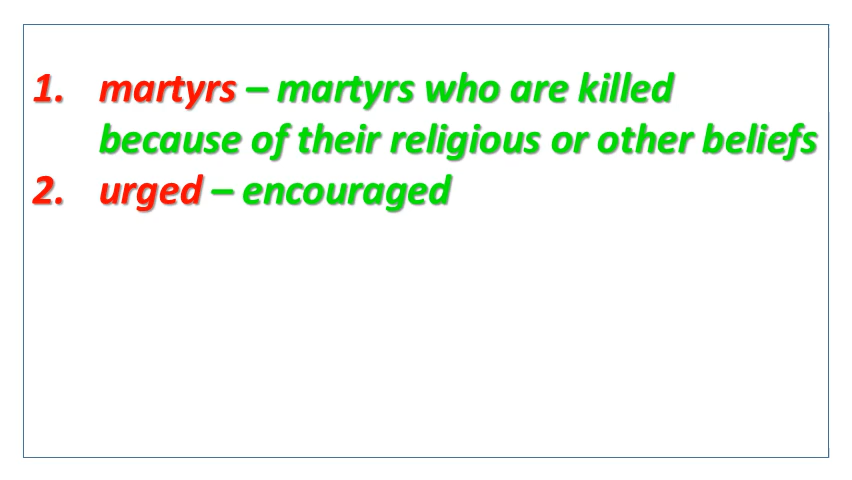 1. martyrs – martyrs who are killed
because of their religious or other beliefs
2. urged – encouraged